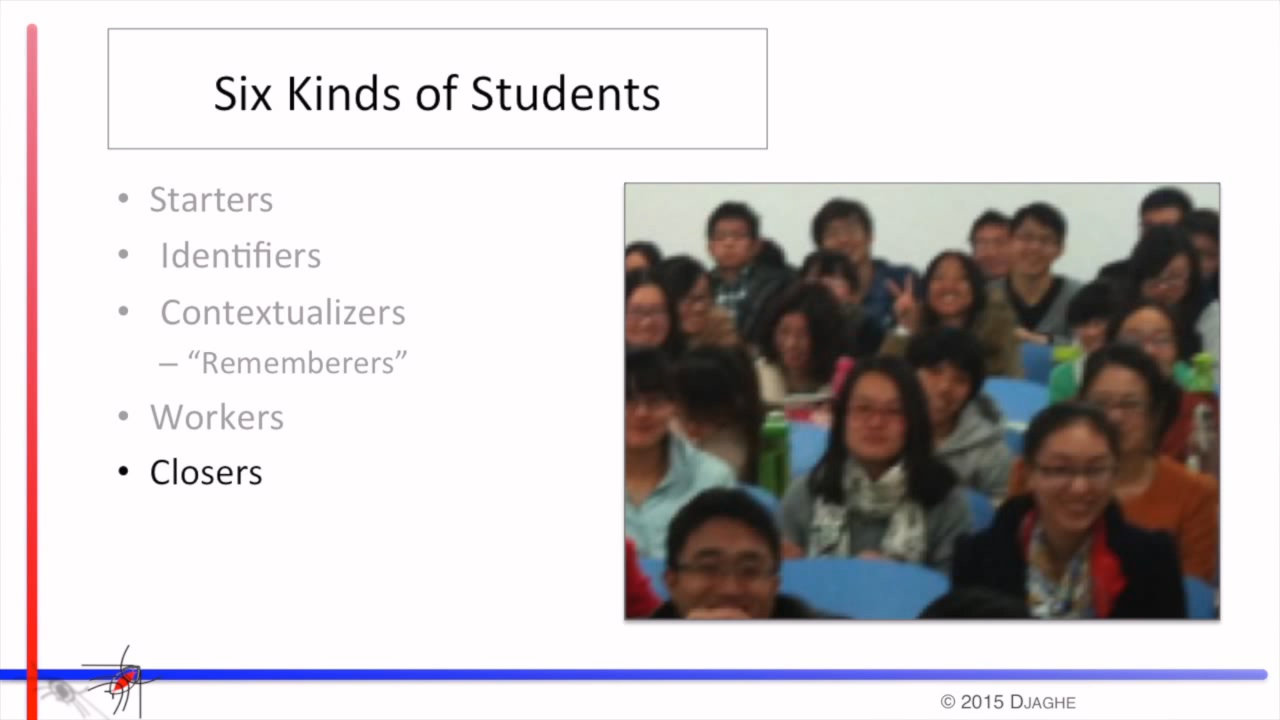 Six Kinds of Students
• Starters
• Identifiers
• Contextualizers
– “Rememberers”
• Workers
• Closers
© 2015 DJAGHE